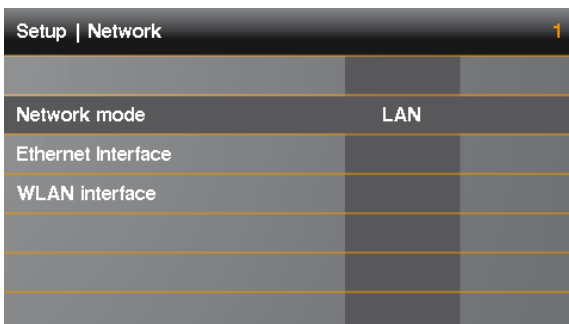 Setup | Network 1
Network mode LAN
Ethernet Interface
WLAN interface